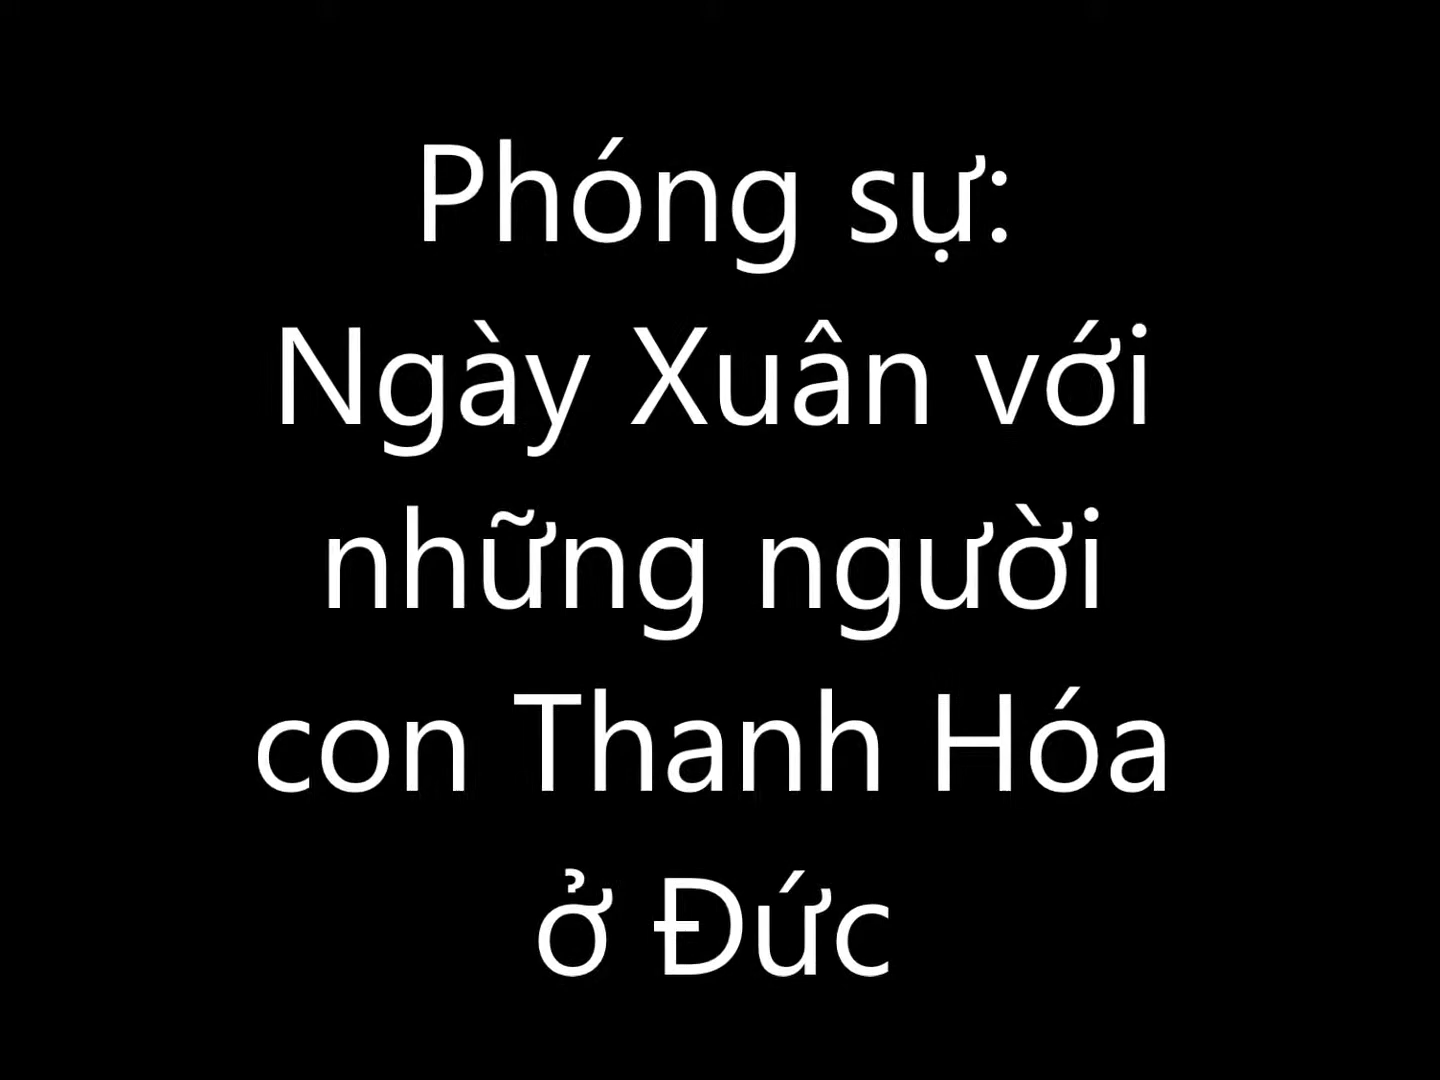 Phóng sự:
Ngày Xuân với
những người
con Thanh Hóa
ở Đức